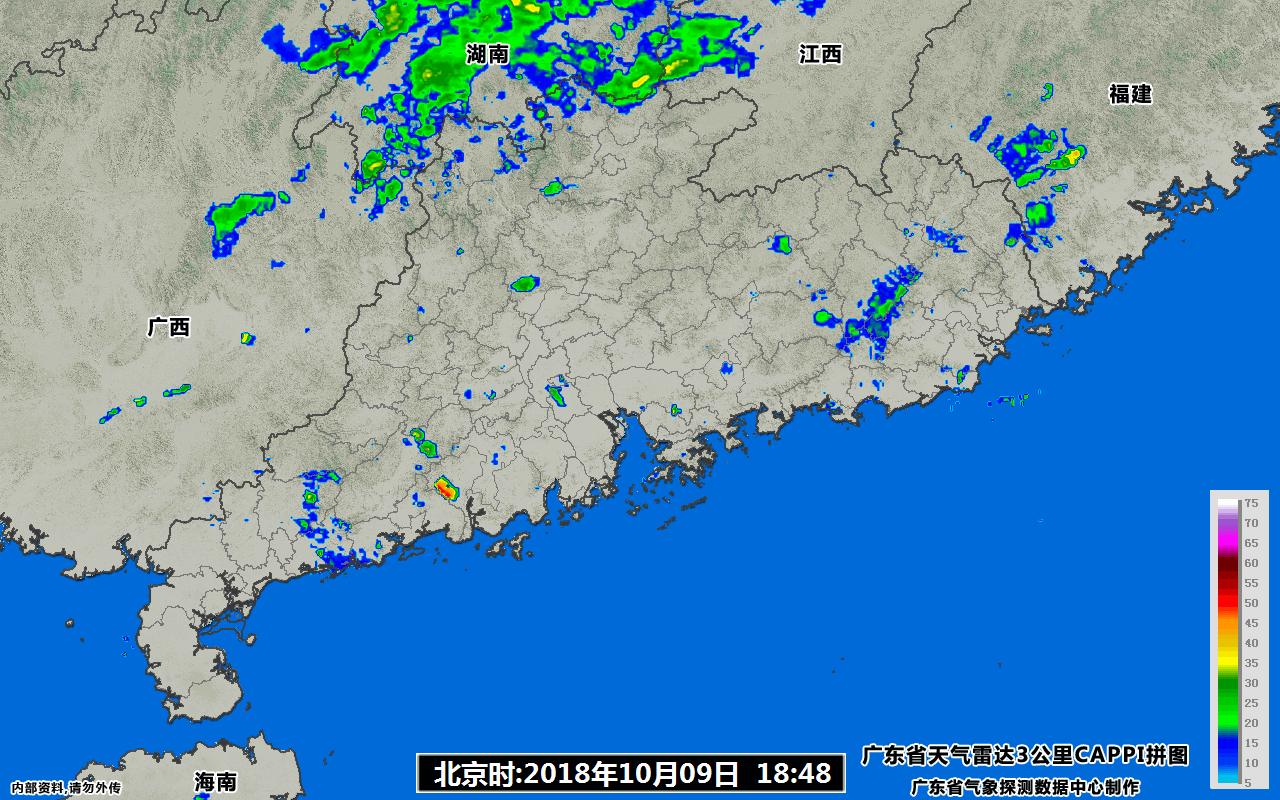 湖南
江西
福建
广西
75
70
65
60
55
50
45
40
35
30
25
20
15
10
5
广东省天气雷达3公里CAPPI拼图
北京时:2018年10月09日 18:48
海南
内部资料,请勿外传
广东省气象探测数据中心制作